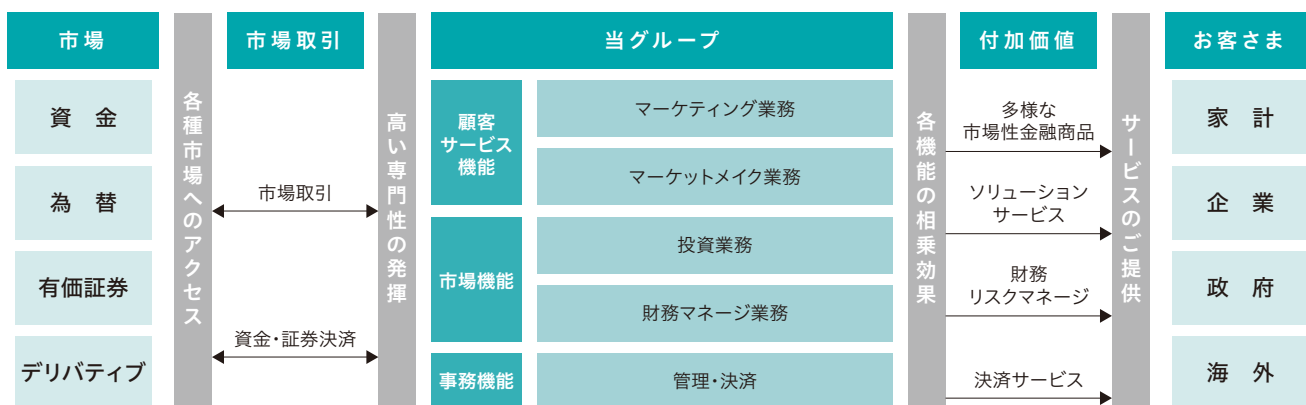 市場
資金
為替
有価証券
デリバティブ
各種市場へのアクセス
市場取引
市場取引
資金・証券決済
高い専門性の発揮
当グループ
顧客
サービス
機能
マーケティング業務
マーケットメイク業務
市場機能
投資業務
財務マネージ業務
事務機能
管理・決済
各機能の相乗効果
付加価値
多様な
市場性金融商品
ソリューション
サービス
財務
リスクマネージ
決済サービス
サービスのご提供
お客さま
家計
企業
政府
海外